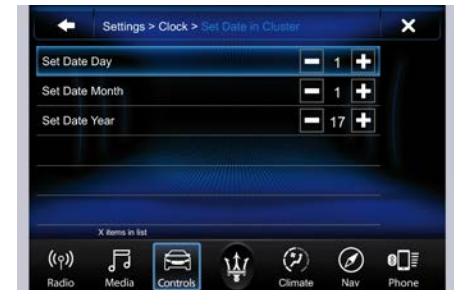 Settings > Clock > Set Date in Cluster
Set Date Day 1
Set Date Month 1
Set Date Year 17
X items in list
Radio Media Controls Climate Nav Phone